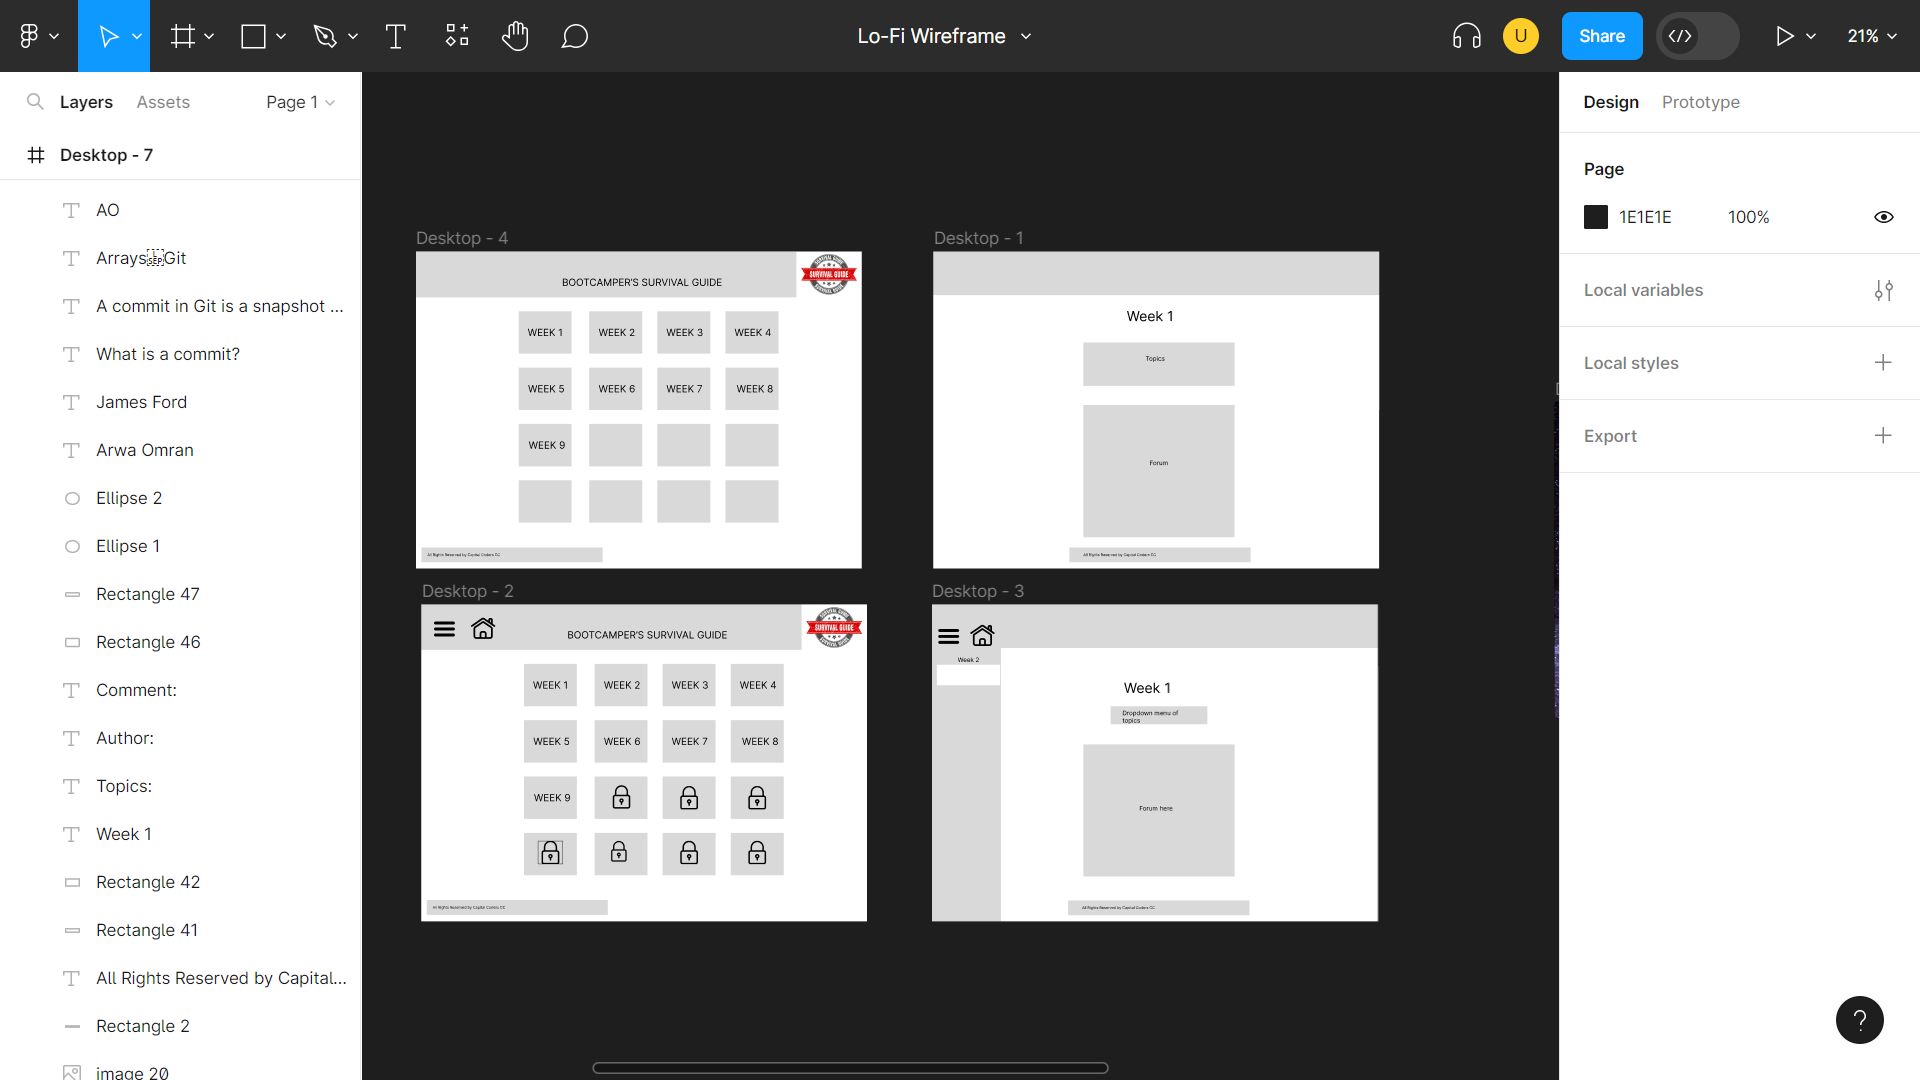 Lo-Fi Wireframe
U
Share
21%
Layers
Assets
Page 1
Design
Prototype
Desktop - 7
AO
Arrays Git
A commit in Git is a snapshot ...
What is a commit?
James Ford
Arwa Omran
Ellipse 2
Ellipse 1
Rectangle 47
Rectangle 46
Comment:
Author:
Topics:
Week 1
Rectangle 42
Rectangle 41
All Rights Reserved by Capital...
Rectangle 2
image 20
Desktop - 4
BOOTCAMPER'S SURVIVAL GUIDE
SURVIVAL GUIDE
SURVIVAL GUIDE
SURVIVAL GUIDE
WEEK 1
WEEK 2
WEEK 3
WEEK 4
WEEK 5
WEEK 6
WEEK 7
WEEK 8
WEEK 9
All Rights Reserved by Capital Coders CC
Desktop - 1
Week 1
Topics
Forum
All Rights Reserved by Capital Coders CC
Desktop - 2
BOOTCAMPER'S SURVIVAL GUIDE
SURVIVAL GUIDE
SURVIVAL GUIDE
SURVIVAL GUIDE
WEEK 1
WEEK 2
WEEK 3
WEEK 4
WEEK 5
WEEK 6
WEEK 7
WEEK 8
WEEK 9
All Rights Reserved by Capital Coders CC
Desktop - 3
Week 2
Week 1
Dropdown menu of
topics
Forum here
All Rights Reserved by Capital Coders CC
Page
1E1E1E
100%
Local variables
Local styles
Export
?